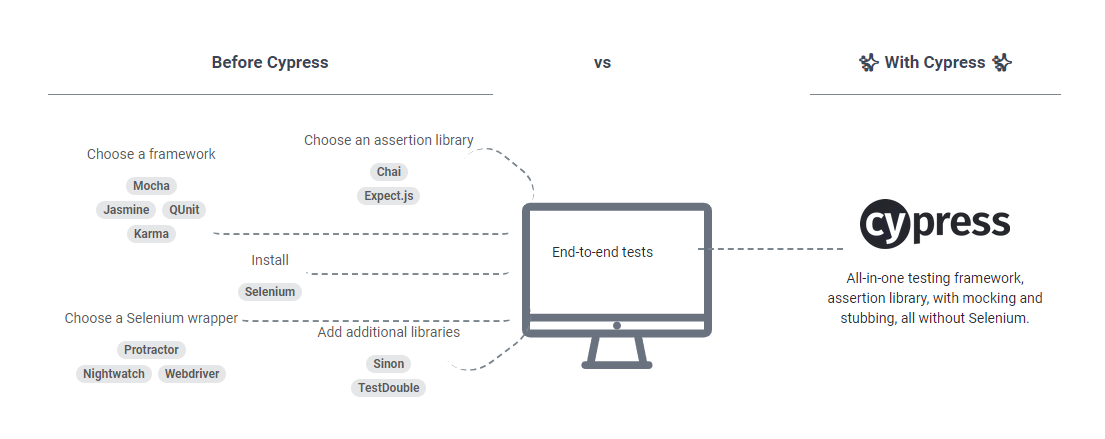 Before Cypress
vs
With Cypress
Choose a framework
Mocha
Jasmine QUnit
Karma
Choose an assertion library
Chai
Expect.js
Install
Selenium
Choose a Selenium wrapper
Protractor
Nightwatch Webdriver
Add additional libraries
Sinon
TestDouble
End-to-end tests
cypress
All-in-one testing framework,
assertion library, with mocking and
stubbing, all without Selenium.